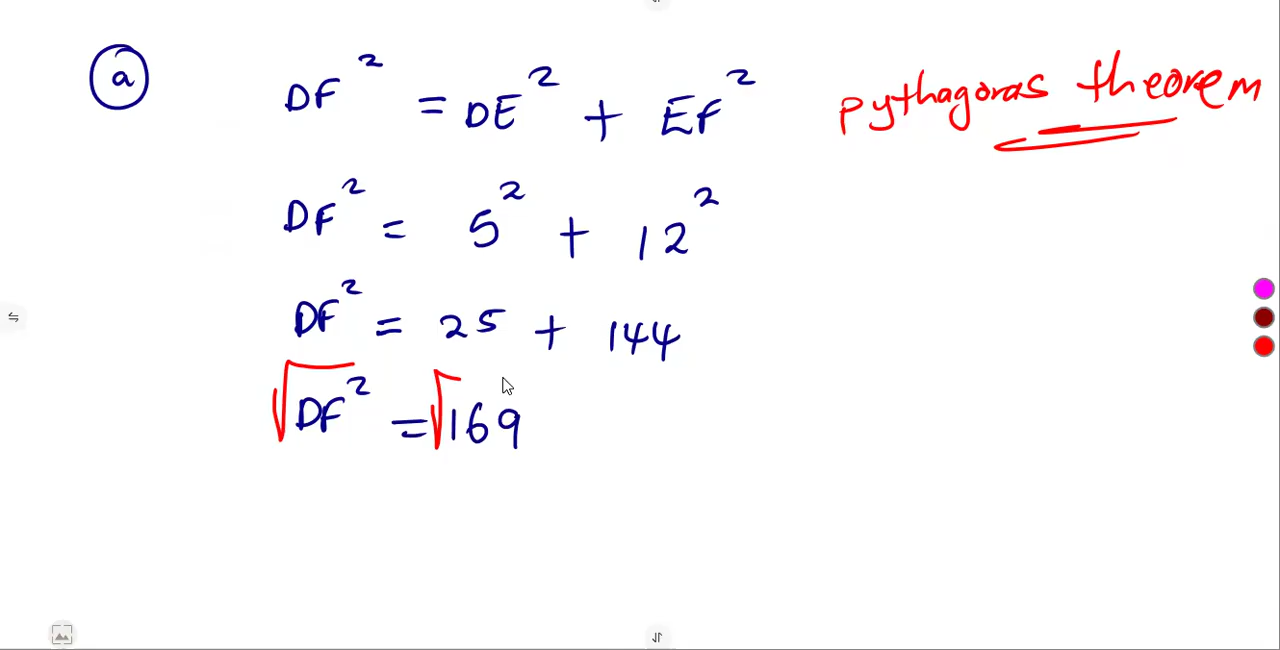 a DF² = DE² + EF² pythagoras theorem
DF² = 5² + 12²
DF² = 25 + 144
√DF² = √169